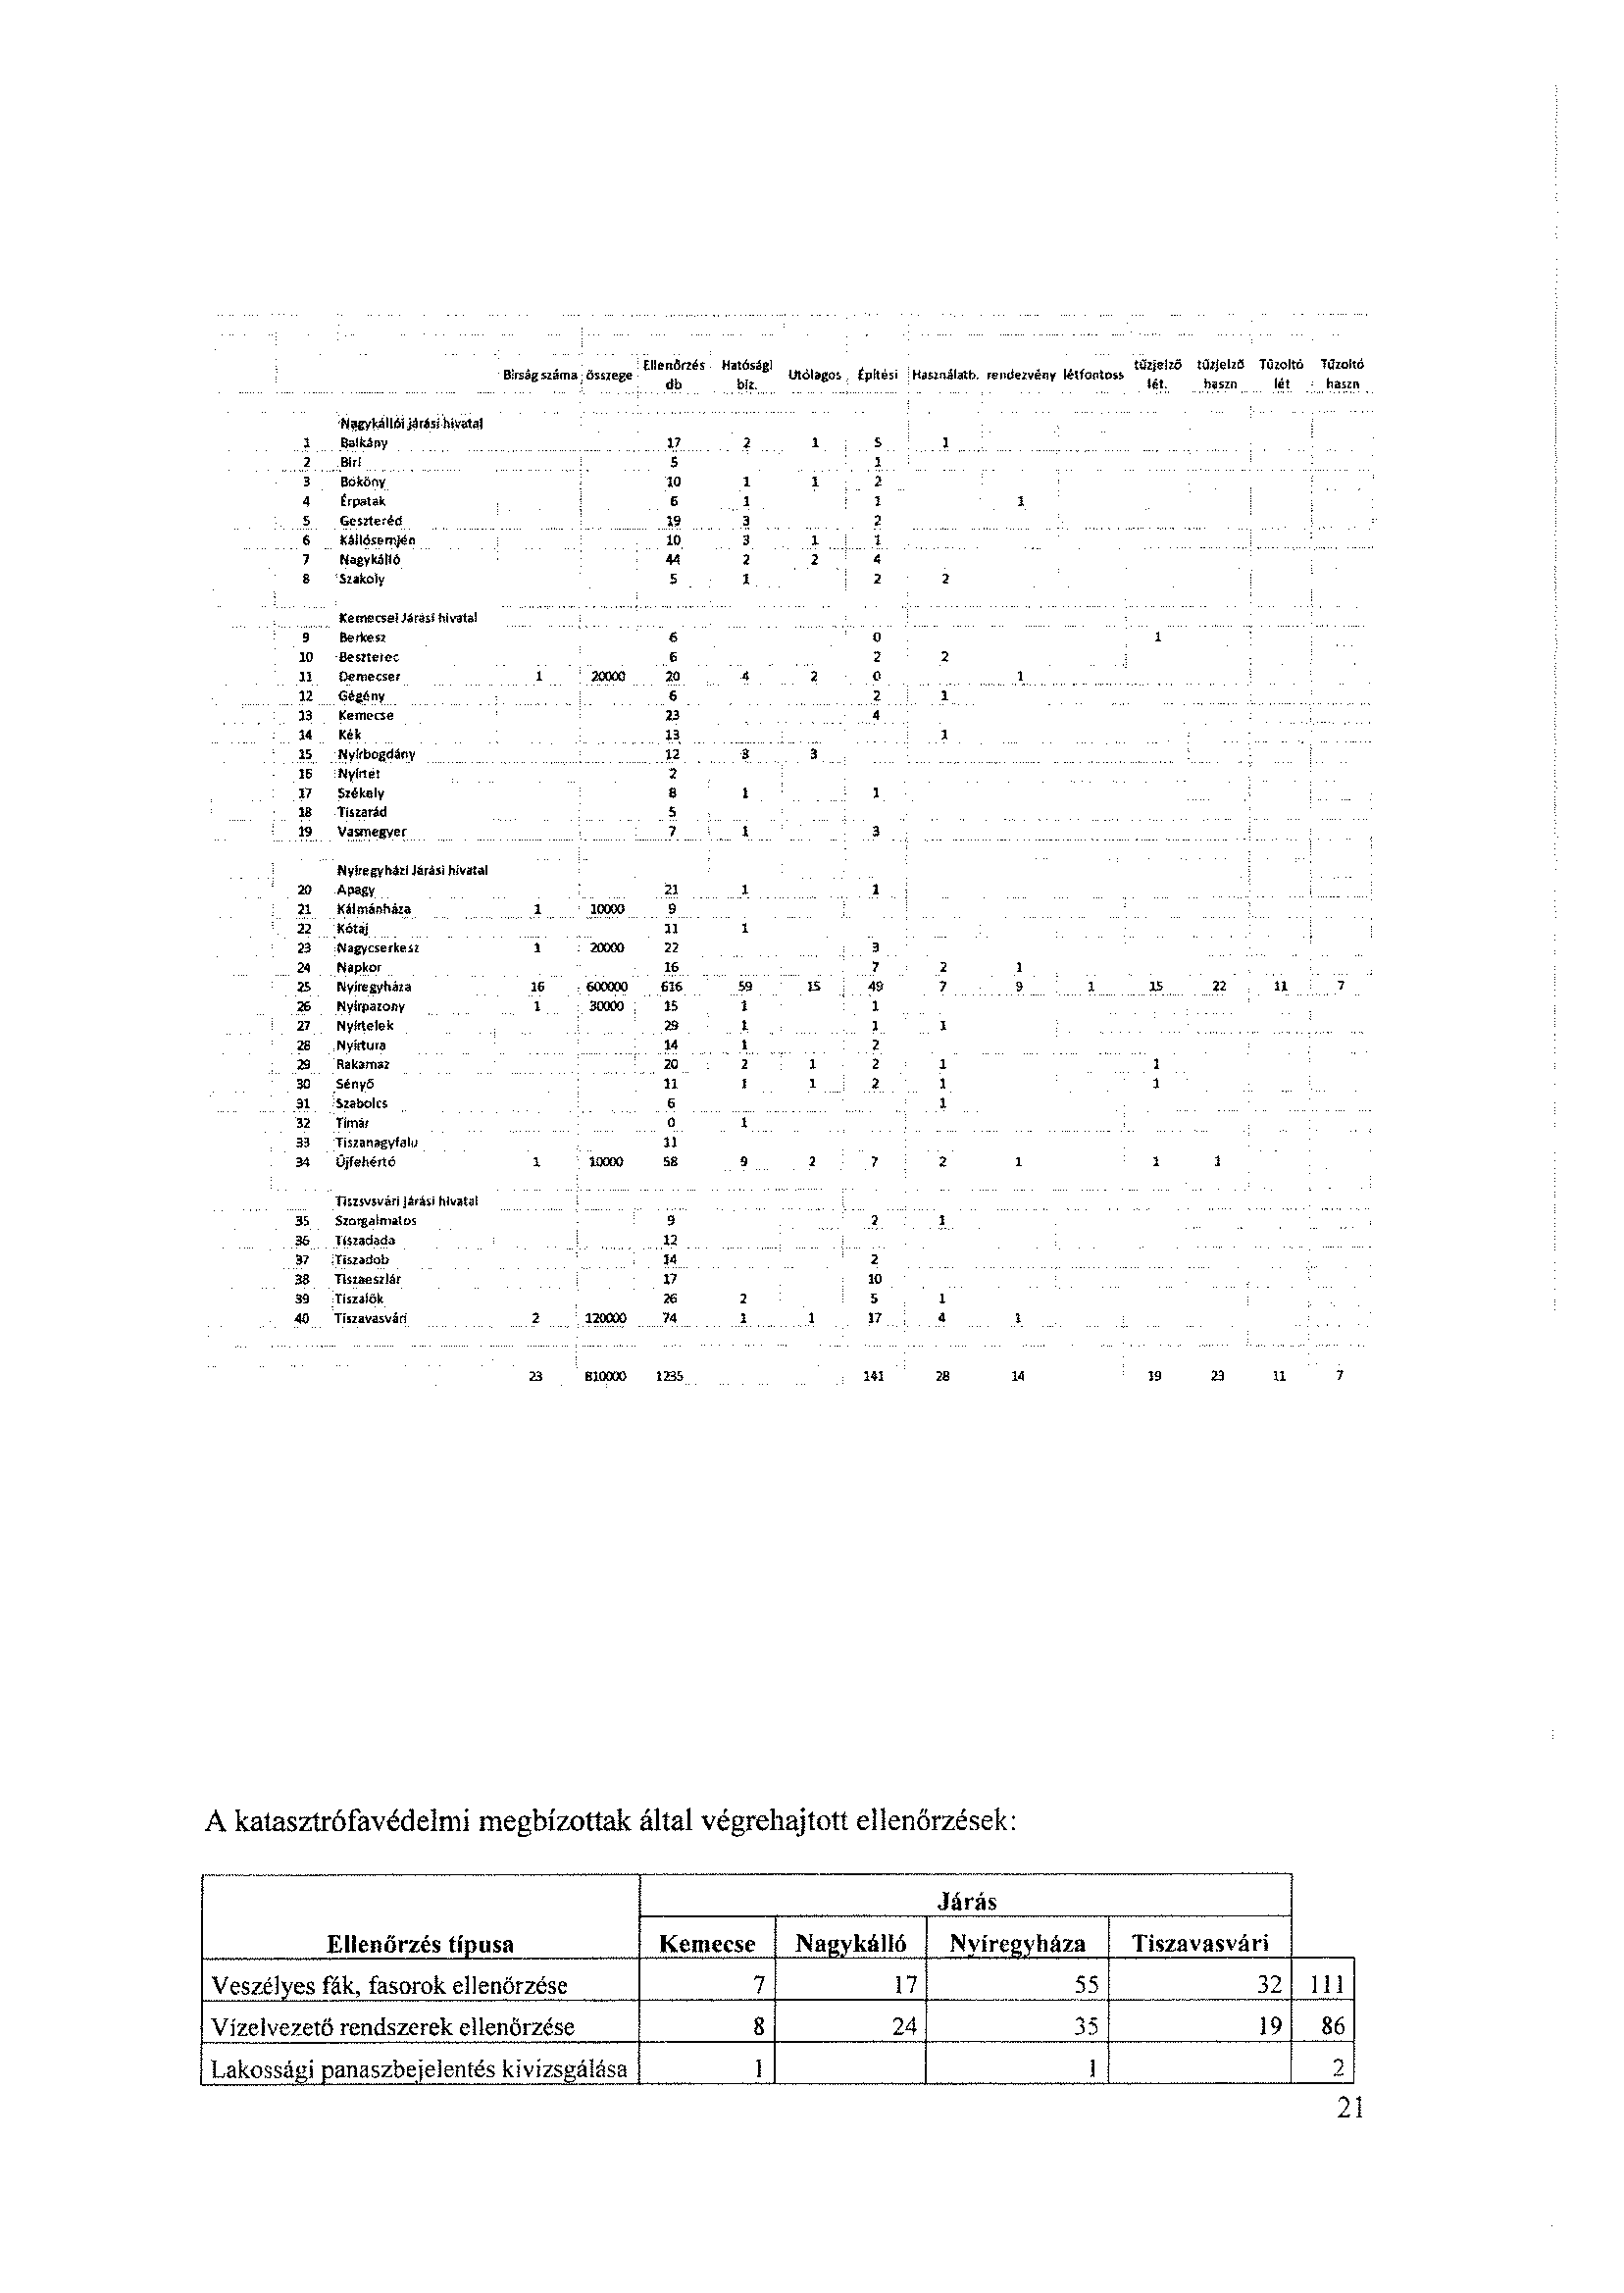 Bírság száma összege Ellenőrzés db Hatósági biz. Utólagos Építési Használatb. rendezvény létfontoss tűzjelző lét. tűzjelző haszn Tűzoltó lét Tűzoltó haszn
Nagykállói járási hivatal
1 Balkány 17 2 1 5 1
2 Biri 5 1
3 Bököny 10 1 1 2
4 Érpatak 6 1 1 1
5 Geszteréd 19 3 2
6 Kállósemjén 10 3 1 1
7 Nagykálló 44 2 2 4
8 Szakoly 5 1 2 2
Kemecsei Járási hivatal
9 Berkesz 6 0 1
10 Beszterec 6 2 2
11 Demecser 1 20000 20 4 2 0 1
12 Gégény 6 2 1
13 Kemecse 23 4
14 Kék 13 1
15 Nyírbogdány 12 3 3
16 Nyírtét 2
17 Székely 8 1 1
18 Tiszarád 5
19 Vasmegyer 7 1 3
Nyíregyházi Járási hivatal
20 Apagy 21 1 1
21 Kálmánháza 1 10000 9
22 Kótaj 11 1
23 Nagycserkesz 1 20000 22 3
24 Napkor 16 7 2 1
25 Nyíregyháza 16 600000 616 59 15 49 7 9 1 15 22 11 7
26 Nyírpazony 1 30000 15 1 1
27 Nyírtelek 29 1 1 1
28 Nyírtura 14 1 2
29 Rakamaz 20 2 1 2 1 1
30 Sényő 11 1 1 2 1 1
31 Szabolcs 6 1
32 Tímár 0 1
33 Tiszanagyfalu 11
34 Újfehértó 1 10000 58 9 2 7 2 1 1 1
Tiszsvsvári járási hivatal
35 Szorgalmatos 9 2 1
36 Tiszadada 12
37 Tiszadob 14 2
38 Tiszaeszlár 17 10
39 Tiszalök 26 2 5 1
40 Tiszavasvári 2 120000 74 1 1 17 4 1
23 810000 1235 141 28 14 19 23 11 7
A katasztrófavédelmi megbízottak által végrehajtott ellenőrzések:
Járás
Ellenőrzés típusa Kemecse Nagykálló Nyíregyháza Tiszavasvári
Veszélyes fák, fasorok ellenőrzése 7 17 55 32 111
Vízelvezető rendszerek ellenőrzése 8 24 35 19 86
Lakossági panaszbejelentés kivizsgálása 1 1 2
21